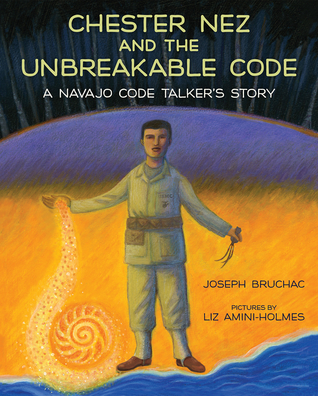 CHESTER NEZ
AND THE
UNBREAKABLE CODE
A NAVAJO CODE TALKER'S STORY
JOSEPH BRUCHAC
PICTURES BY
LIZ AMINI-HOLMES